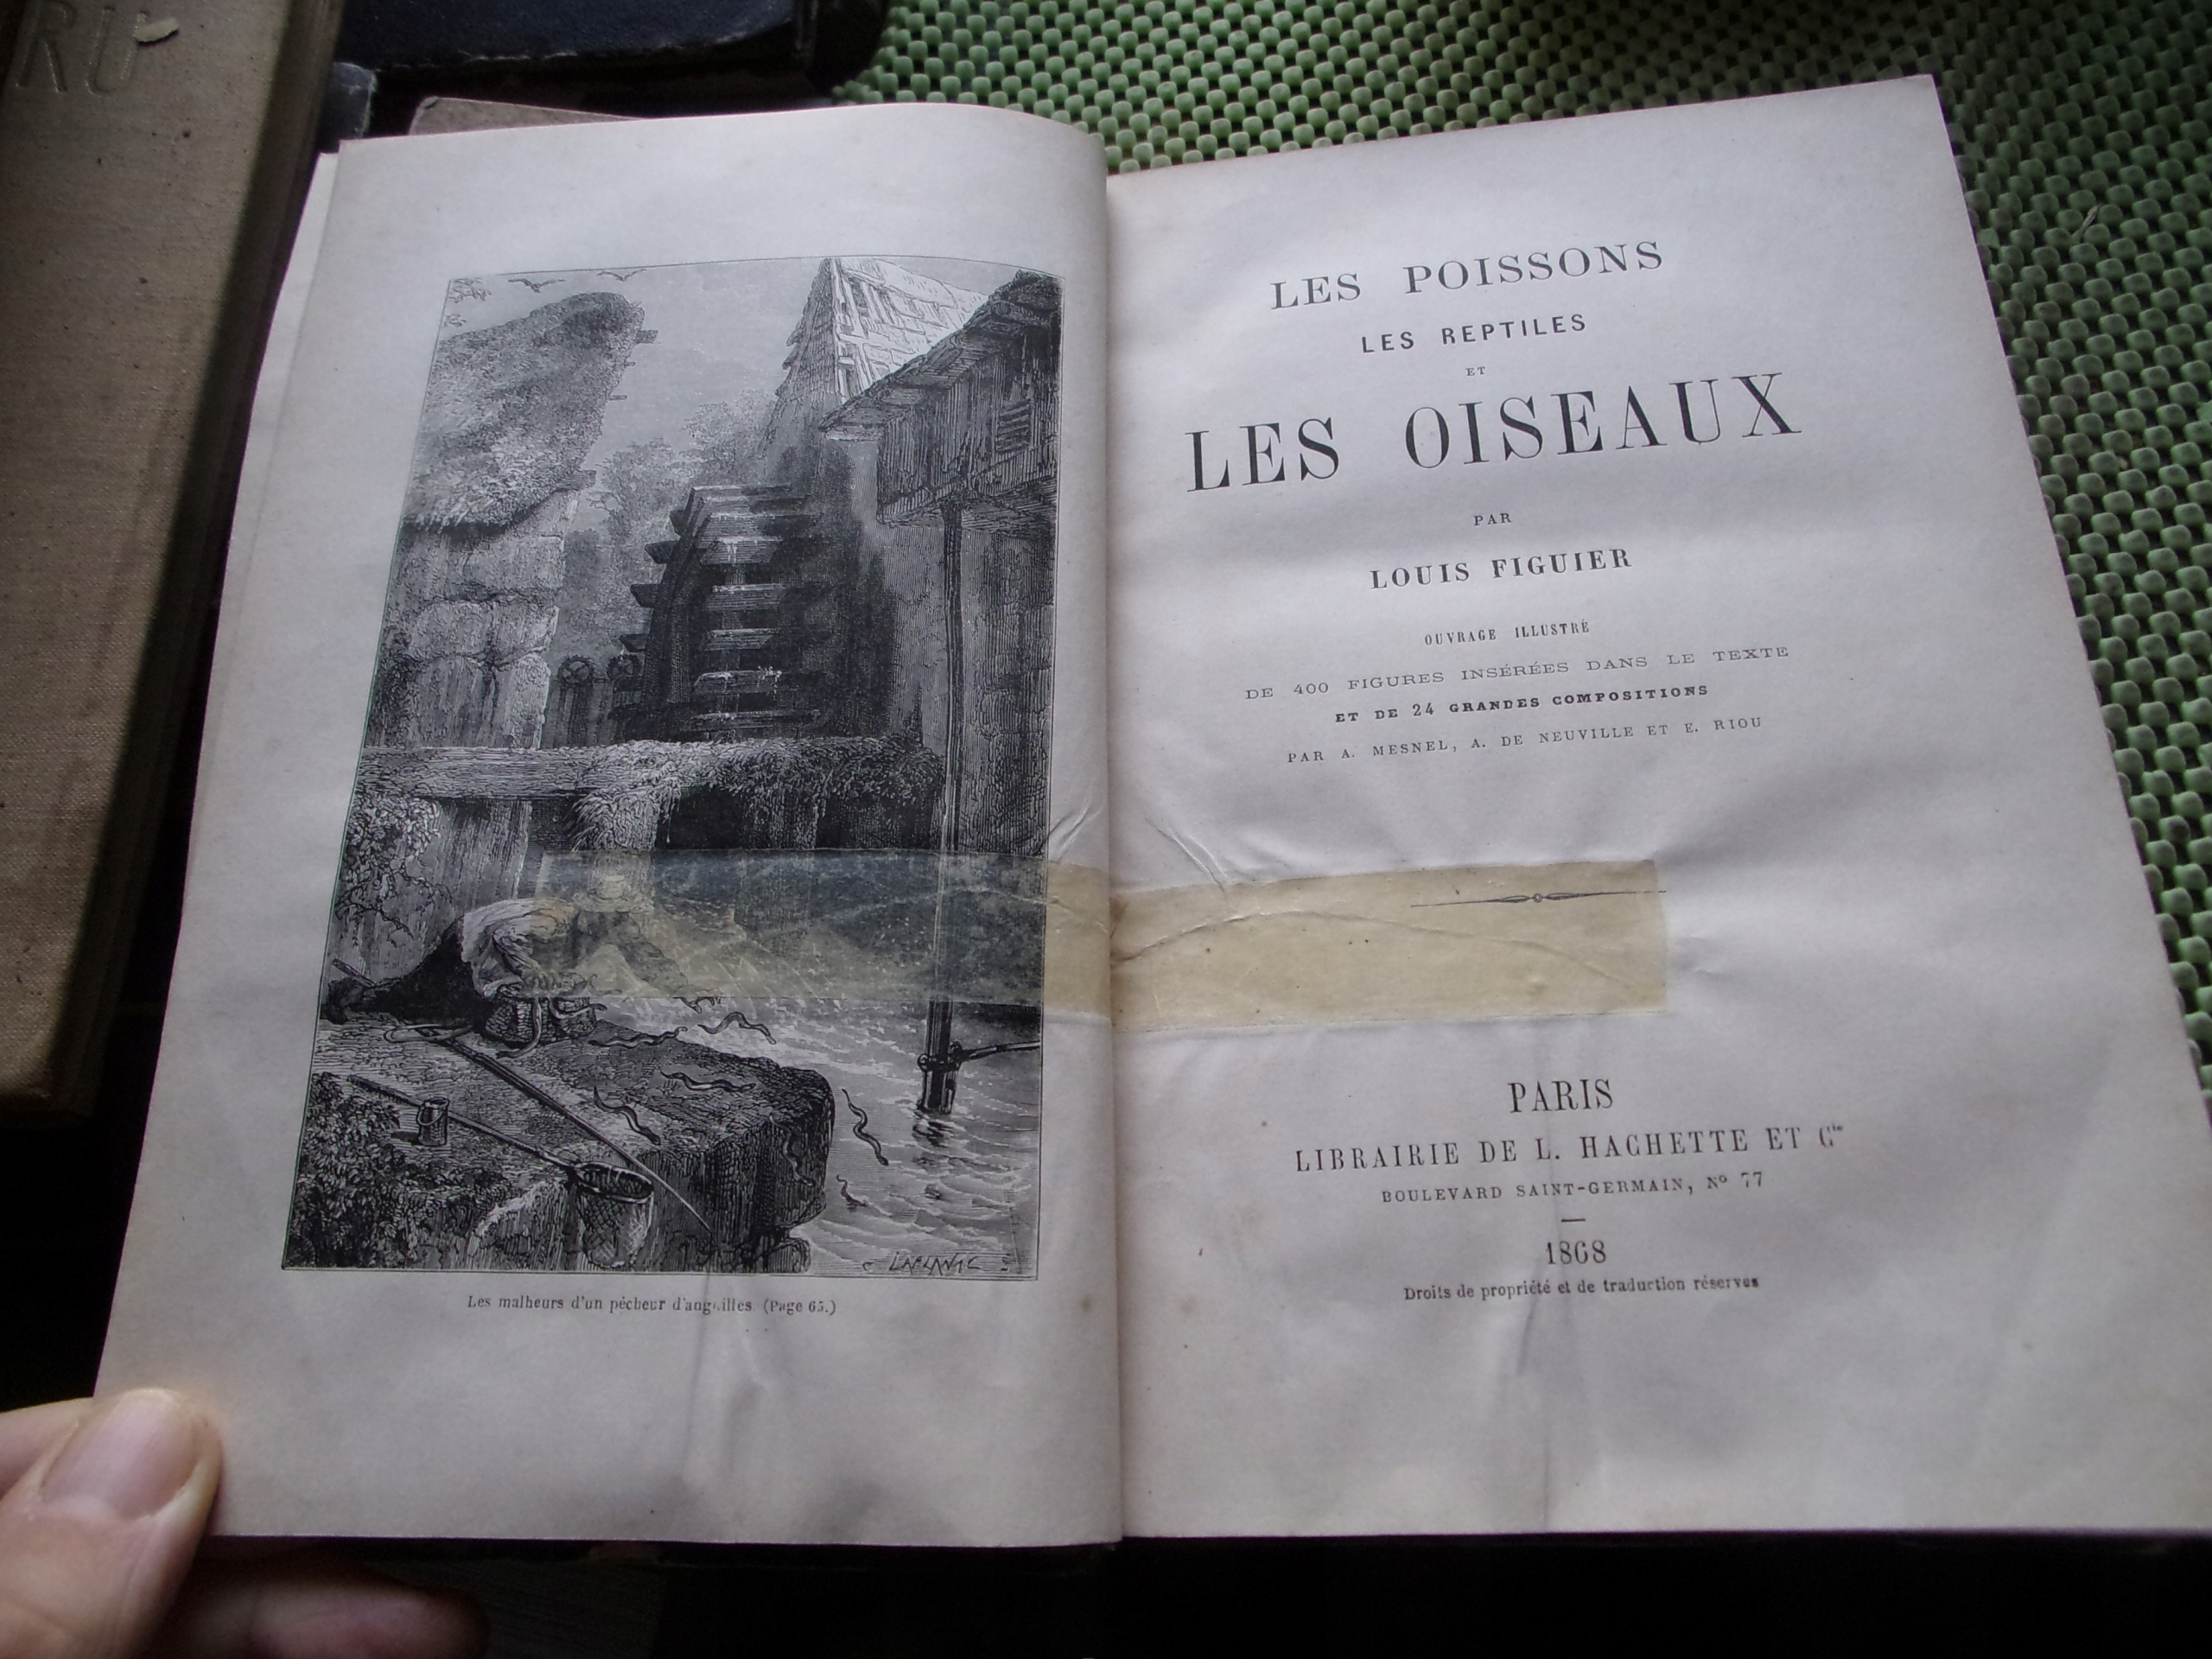 RU
LES POISSONS
LES REPTILES
ET
LES OISEAUX
PAR
LOUIS FIGUIER
OUVRAGE ILLUSTRÉ
DE 400 FIGURES INSÉRÉES DANS LE TEXTE
ET DE 24 GRANDES COMPOSITIONS
PAR A. MESNEL, A. DE NEUVILLE ET E. RIOU
PARIS
LIBRAIRIE DE L. HACHETTE ET Cie
BOULEVARD SAINT-GERMAIN, No 77
1868
Droits de propriété et de traduction réservés
Les malheurs d'un pêcheur d'anguilles (Page 65.)